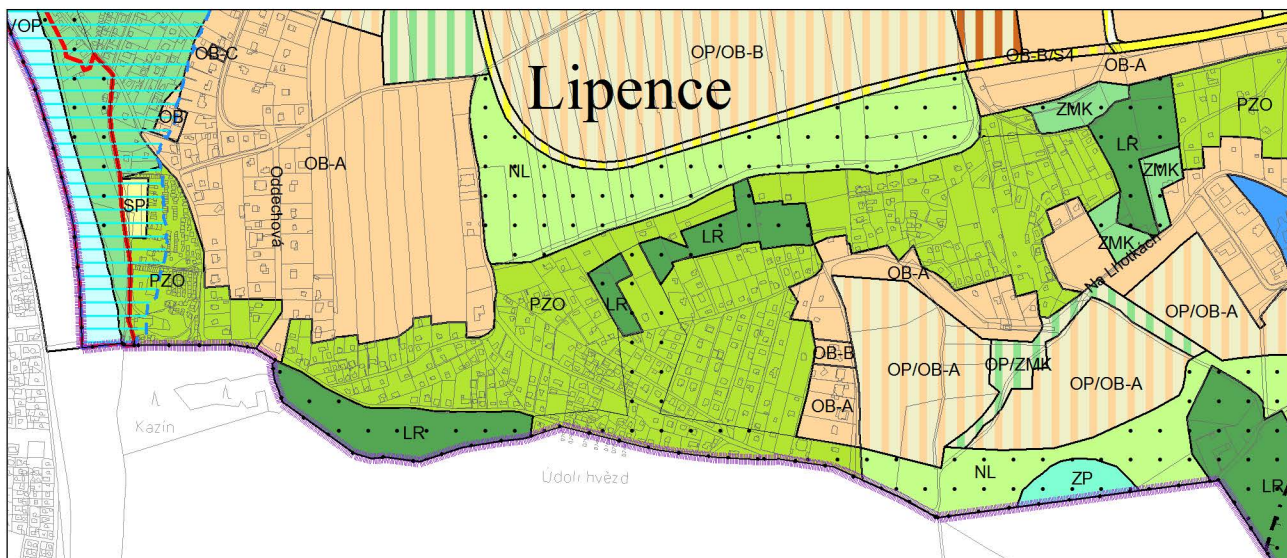 VOP
OB-C
OP/OB-B
OB-B/S4
OB-A
Lipence
ZMK
PZO
OB
LR
OB-A
NL
ZMK
SP
Oddechová
LR
ZMK
Na Lhotkách
OB-A
PZO
PZO
LR
OP/OB-A
OB-B
OP/OB-A
OP/ZMK
OP/OB-A
OB-A
LR
Kazín
Údolí hvězd
NL
ZP
LR